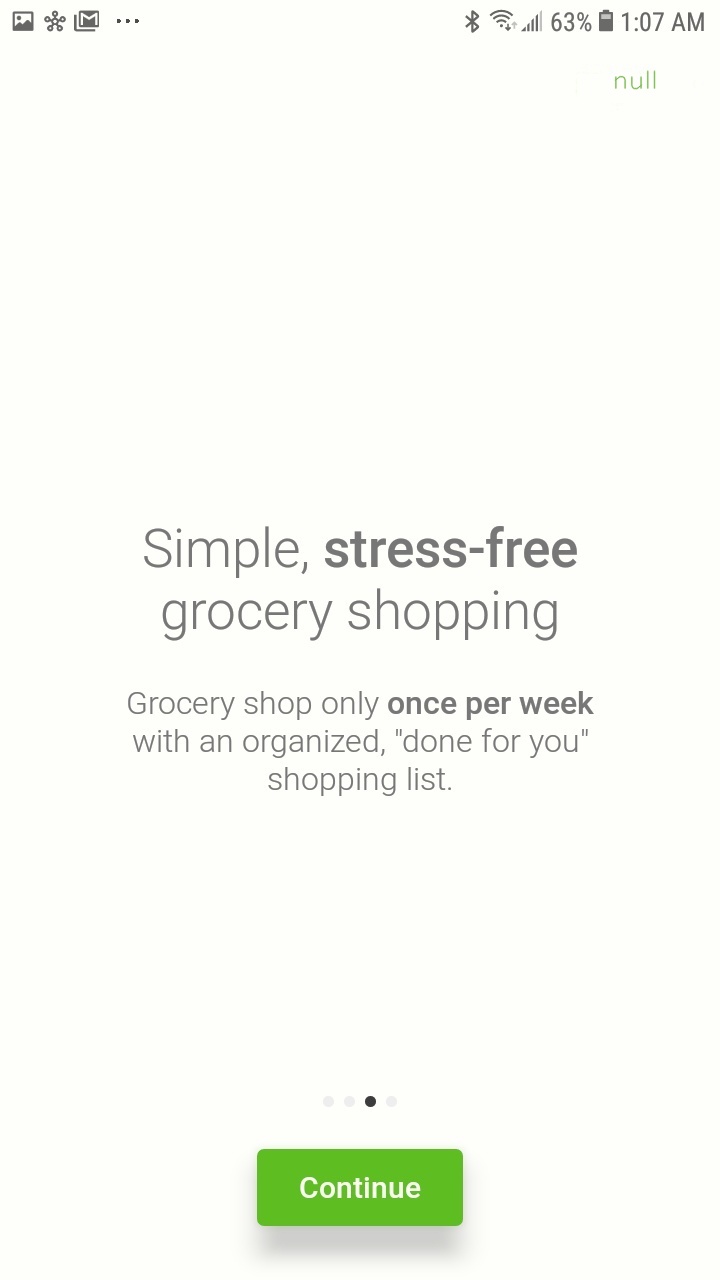 63% 1:07 AM
null
Simple, stress-free
grocery shopping
Grocery shop only once per week
with an organized, "done for you"
shopping list.
Continue